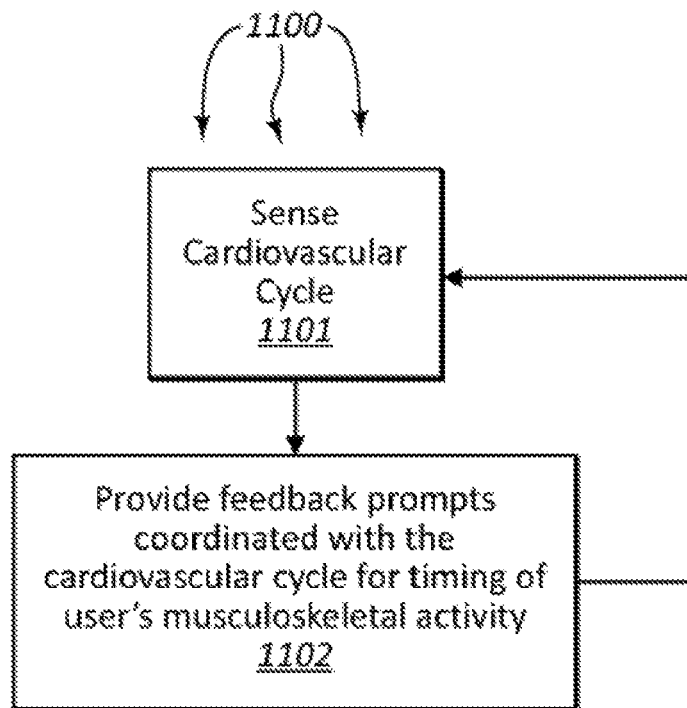 1100
Sense
Cardiovascular
Cycle
1101
Provide feedback prompts
coordinated with the
cardiovascular cycle for timing of
user's musculoskeletal activity
1102